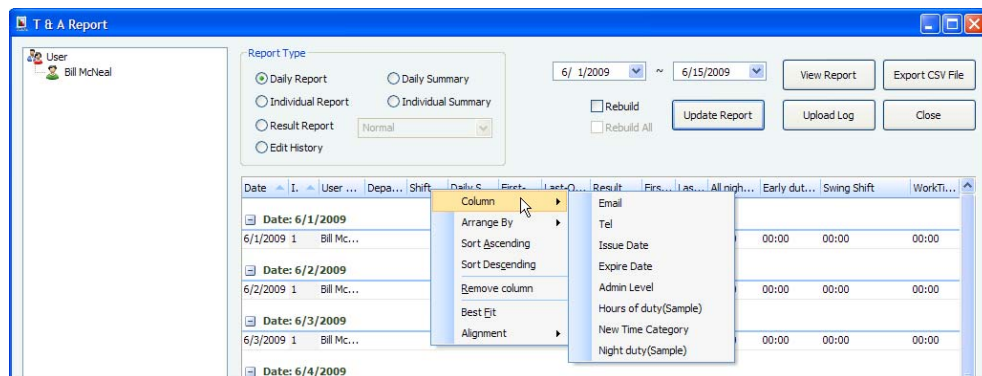 T & A Report
User
Bill McNeal
Report Type
Daily Report
Daily Summary
Individual Report
Individual Summary
Result Report
Normal
Edit History
6/ 1/2009 ~ 6/15/2009
View Report
Export CSV File
Rebuild
Rebuild All
Update Report
Upload Log
Close
Date I. User ... Depa... Shift Daily S... First-... Last-O... Result Firs... Las... All nigh... Early dut... Swing Shift WorkTi...
Date: 6/1/2009
6/1/2009 1 Bill Mc... 00:00 00:00 00:00
Date: 6/2/2009
6/2/2009 1 Bill Mc... 00:00 00:00 00:00
Date: 6/3/2009
6/3/2009 1 Bill Mc... 00:00 00:00 00:00
Date: 6/4/2009
Column
Arrange By
Sort Ascending
Sort Descending
Remove column
Best Fit
Alignment
Email
Tel
Issue Date
Expire Date
Admin Level
Hours of duty(Sample)
New Time Category
Night duty(Sample)